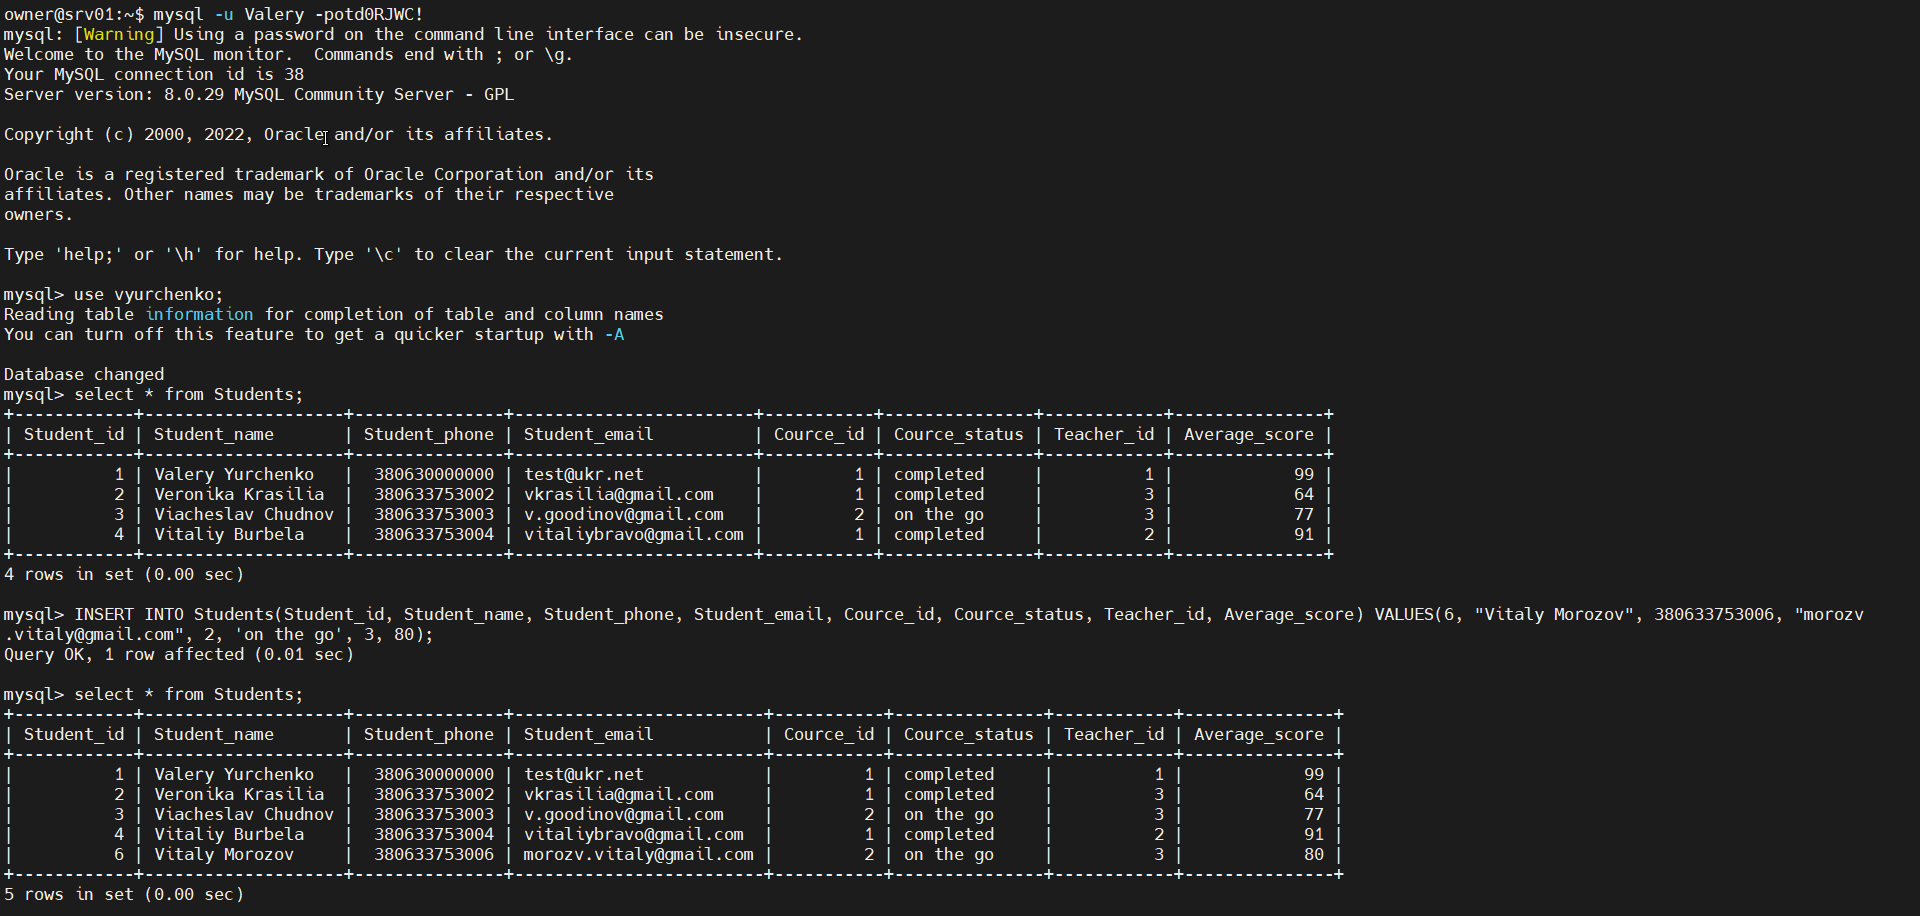 owner@srv01:~$ mysql -u Valery -potd0RJWC!
mysql: [Warning] Using a password on the command line interface can be insecure.
Welcome to the MySQL monitor.  Commands end with ; or \g.
Your MySQL connection id is 38
Server version: 8.0.29 MySQL Community Server - GPL

Copyright (c) 2000, 2022, Oracle and/or its affiliates.

Oracle is a registered trademark of Oracle Corporation and/or its
affiliates. Other names may be trademarks of their respective
owners.

Type 'help;' or '\h' for help. Type '\c' to clear the current input statement.

mysql> use vyurchenko;
Reading table information for completion of table and column names
You can turn off this feature to get a quicker startup with -A

Database changed
mysql> select * from Students;
+------------+--------------------+---------------+------------------------+-----------+---------------+------------+---------------+
| Student_id | Student_name       | Student_phone | Student_email          | Cource_id | Cource_status | Teacher_id | Average_score |
+------------+--------------------+---------------+------------------------+-----------+---------------+------------+---------------+
|          1 | Valery Yurchenko   |  380630000000 | test@ukr.net           |         1 | completed     |          1 |            99 |
|          2 | Veronika Krasilia  |  380633753002 | vkrasilia@gmail.com    |         1 | completed     |          3 |            64 |
|          3 | Viacheslav Chudnov |  380633753003 | v.goodinov@gmail.com   |         2 | on the go     |          3 |            77 |
|          4 | Vitaliy Burbela    |  380633753004 | vitaliybravo@gmail.com |         1 | completed     |          2 |            91 |
+------------+--------------------+---------------+------------------------+-----------+---------------+------------+---------------+
4 rows in set (0.00 sec)

mysql> INSERT INTO Students(Student_id, Student_name, Student_phone, Student_email, Cource_id, Cource_status, Teacher_id, Average_score) VALUES(6, "Vitaly Morozov", 380633753006, "morozv
.vitaly@gmail.com", 2, 'on the go', 3, 80);
Query OK, 1 row affected (0.01 sec)

mysql> select * from Students;
+------------+--------------------+---------------+-------------------------+-----------+---------------+------------+---------------+
| Student_id | Student_name       | Student_phone | Student_email           | Cource_id | Cource_status | Teacher_id | Average_score |
+------------+--------------------+---------------+-------------------------+-----------+---------------+------------+---------------+
|          1 | Valery Yurchenko   |  380630000000 | test@ukr.net            |         1 | completed     |          1 |            99 |
|          2 | Veronika Krasilia  |  380633753002 | vkrasilia@gmail.com     |         1 | completed     |          3 |            64 |
|          3 | Viacheslav Chudnov |  380633753003 | v.goodinov@gmail.com    |         2 | on the go     |          3 |            77 |
|          4 | Vitaliy Burbela    |  380633753004 | vitaliybravo@gmail.com  |         1 | completed     |          2 |            91 |
|          6 | Vitaly Morozov     |  380633753006 | morozv.vitaly@gmail.com |         2 | on the go     |          3 |            80 |
+------------+--------------------+---------------+-------------------------+-----------+---------------+------------+---------------+
5 rows in set (0.00 sec)